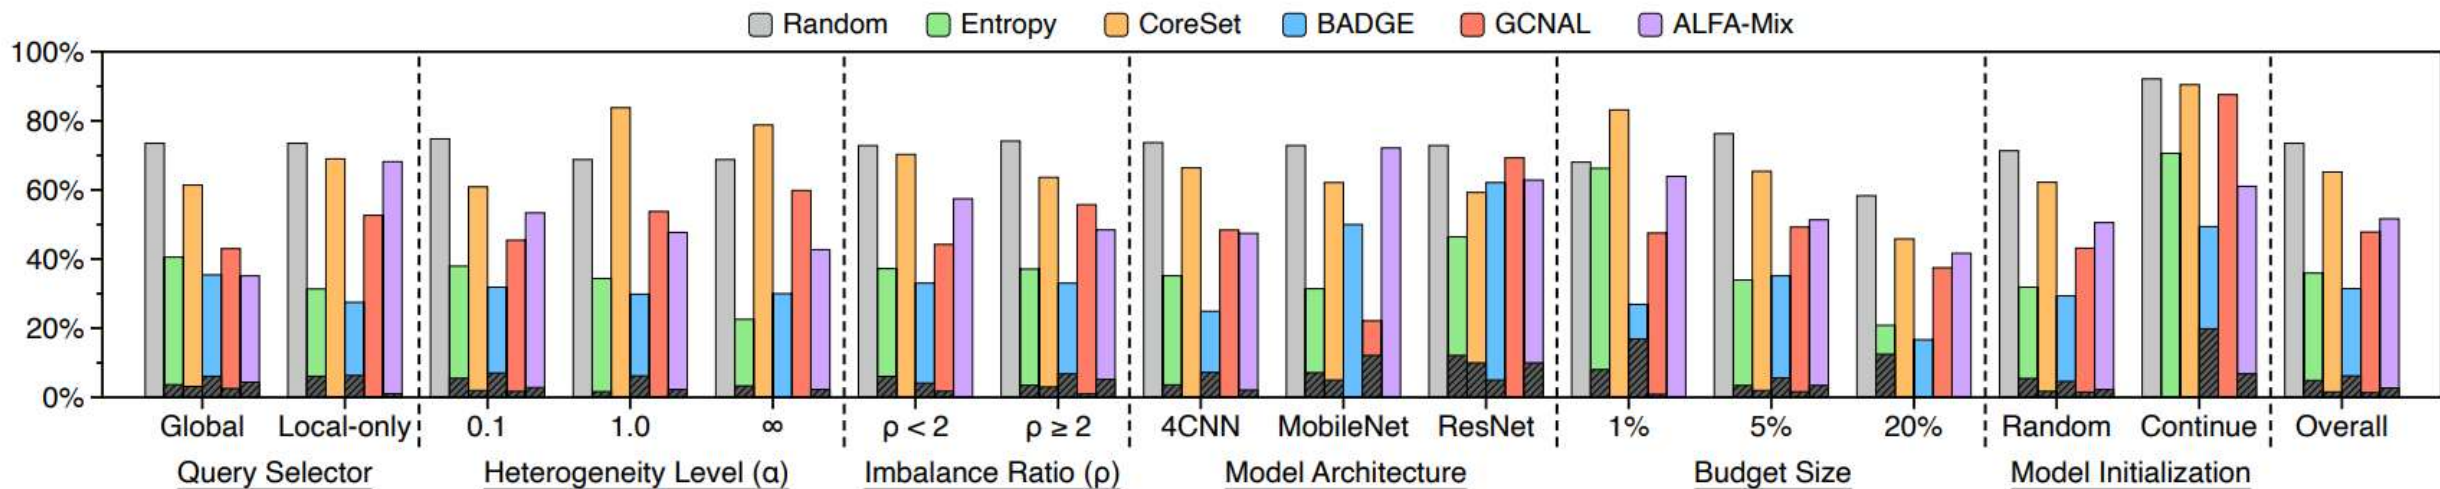 Random Entropy CoreSet BADGE GCNAL ALFA-Mix
100%
80%
60%
40%
20%
0%
Global Local-only 0.1 1.0 ∞ ρ < 2 ρ ≥ 2 4CNN MobileNet ResNet 1% 5% 20% Random Continue Overall
Query Selector Heterogeneity Level (α) Imbalance Ratio (ρ) Model Architecture Budget Size Model Initialization